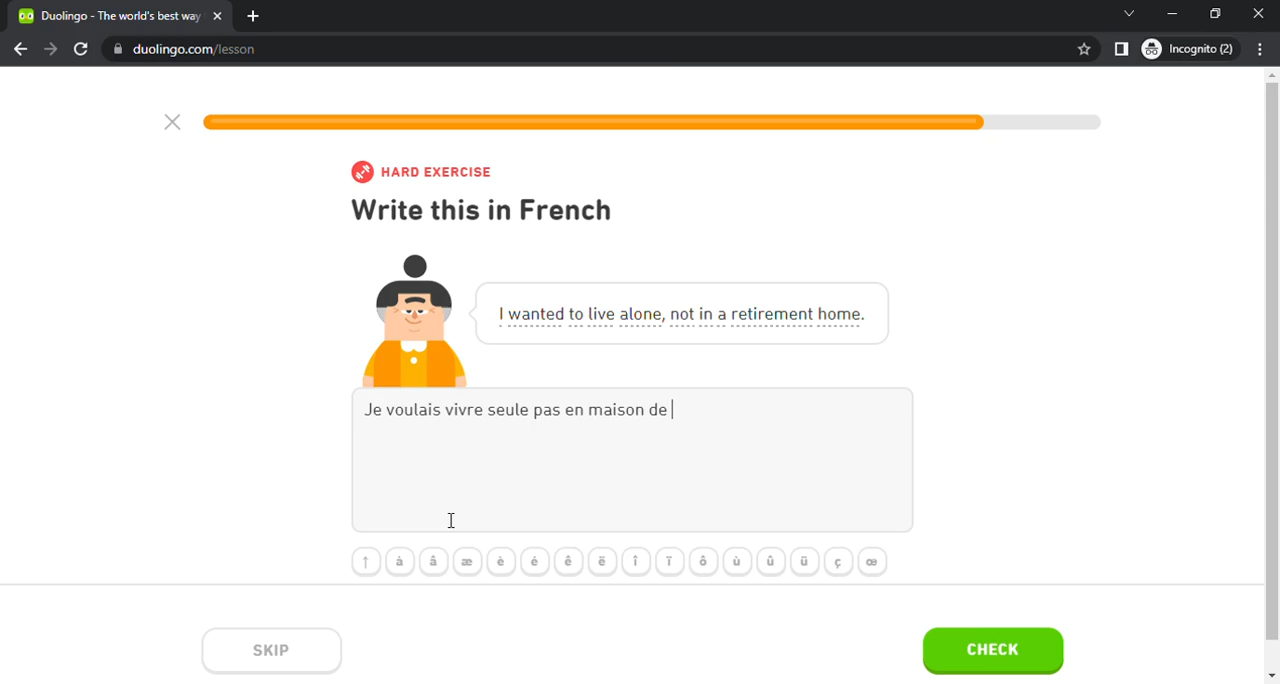 Duolingo - The world's best way
duolingo.com/lesson
Incognito (2)
HARD EXERCISE
Write this in French
I wanted to live alone, not in a retirement home.
Je voulais vivre seule pas en maison de
↑ à â æ è é ê ë î ï ô ù û ü ç œ
SKIP
CHECK